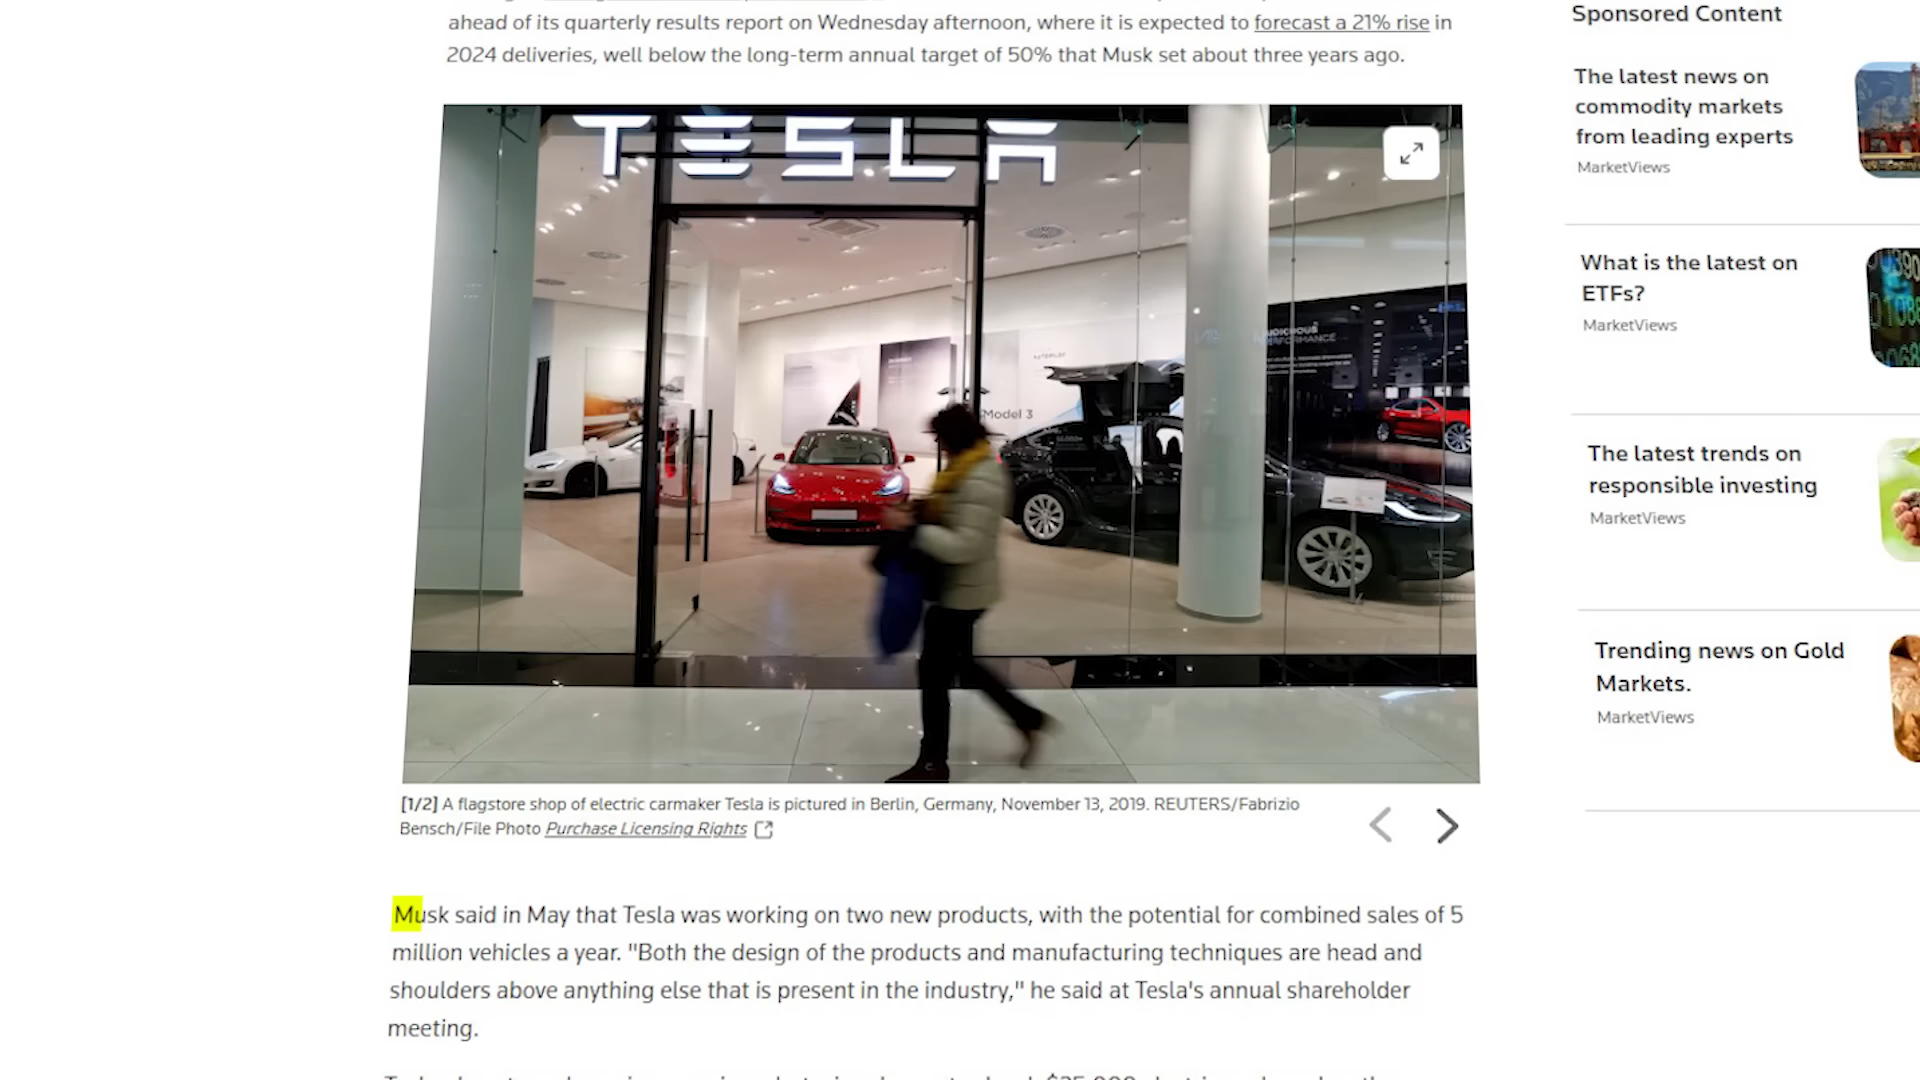 ahead of its quarterly results report on Wednesday afternoon, where it is expected to forecast a 21% rise in
2024 deliveries, well below the long-term annual target of 50% that Musk set about three years ago.
TESLA
Model 3
[1/2] A flagstore shop of electric carmaker Tesla is pictured in Berlin, Germany, November 13, 2019. REUTERS/Fabrizio
Bensch/File Photo Purchase Licensing Rights
Musk said in May that Tesla was working on two new products, with the potential for combined sales of 5
million vehicles a year. "Both the design of the products and manufacturing techniques are head and
shoulders above anything else that is present in the industry," he said at Tesla's annual shareholder
meeting.
Sponsored Content
The latest news on
commodity markets
from leading experts
MarketViews
What is the latest on
ETFs?
MarketViews
The latest trends on
responsible investing
MarketViews
Trending news on Gold
Markets.
MarketViews